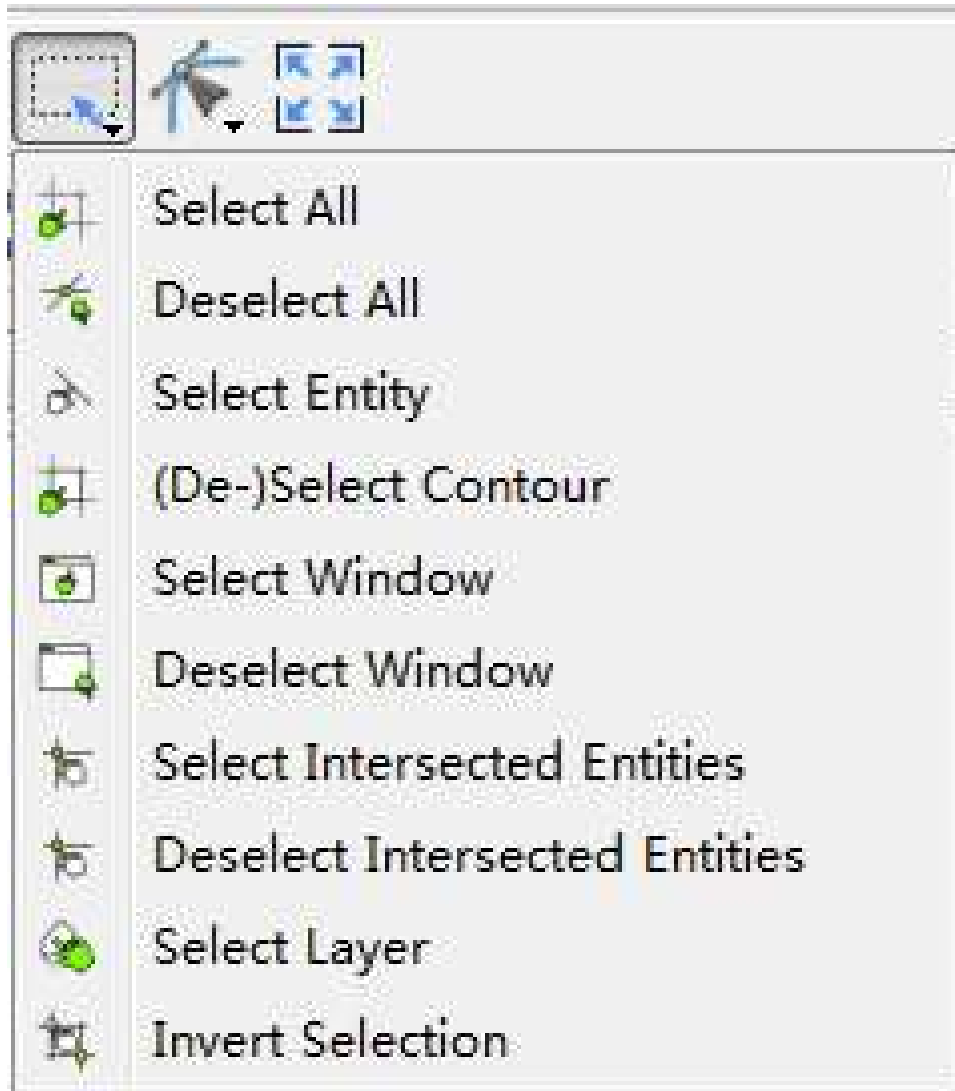 Select All
Deselect All
Select Entity
(De-)Select Contour
Select Window
Deselect Window
Select Intersected Entities
Deselect Intersected Entities
Select Layer
Invert Selection